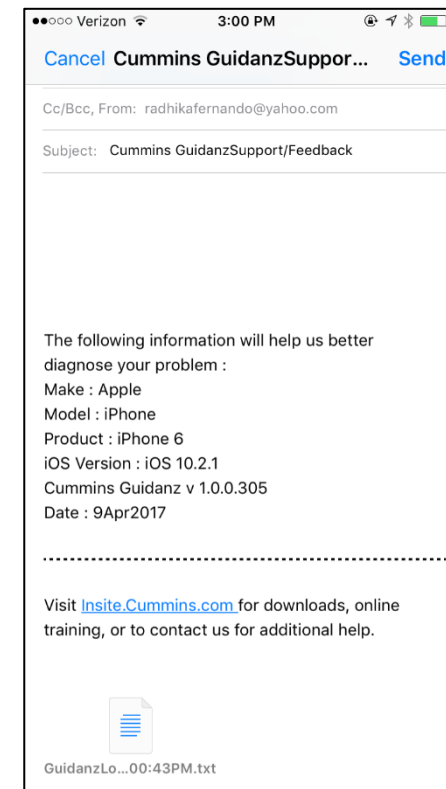 Verizon 3:00 PM
Cancel Cummins GuidanzSuppor... Send
Cc/Bcc, From: radhikafernando@yahoo.com
Subject: Cummins GuidanzSupport/Feedback
The following information will help us better
diagnose your problem :
Make : Apple
Model : iPhone
Product : iPhone 6
iOS Version : iOS 10.2.1
Cummins Guidanz v 1.0.0.305
Date : 9Apr2017
Visit Insite.Cummins.com for downloads, online
training, or to contact us for additional help.
GuidanzLo...00:43PM.txt